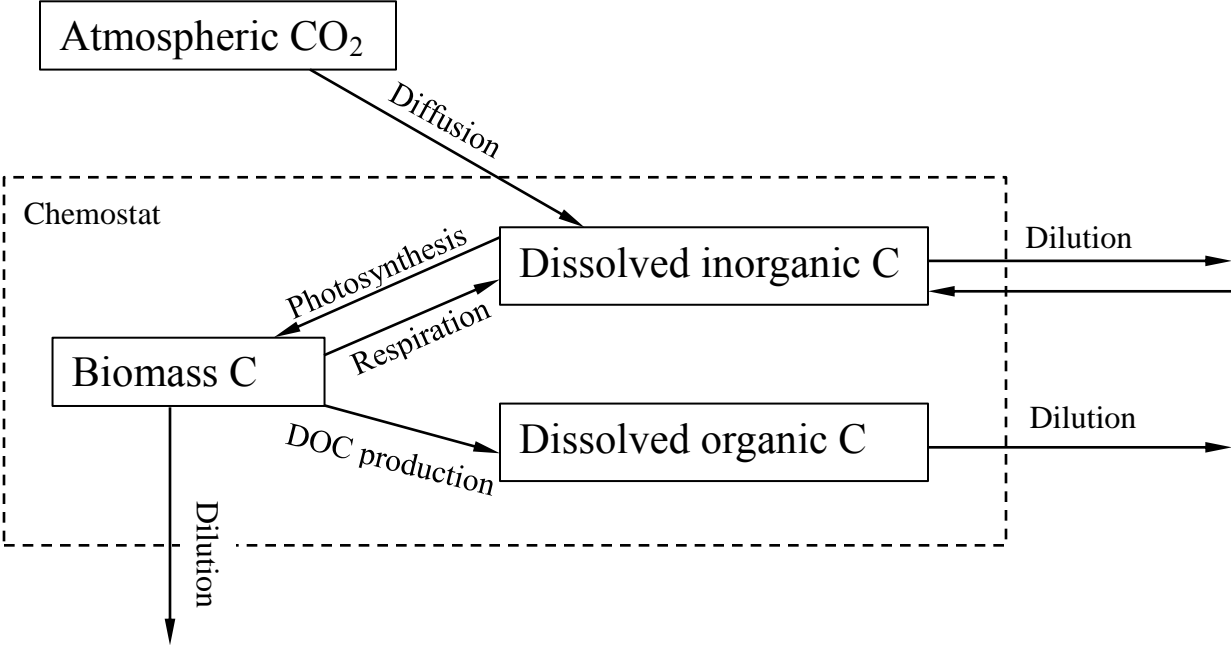 Atmospheric CO₂
Diffusion
Chemostat
Photosynthesis
Dissolved inorganic C
Dilution
Respiration
Biomass C
DOC production
Dissolved organic C
Dilution
Dilution